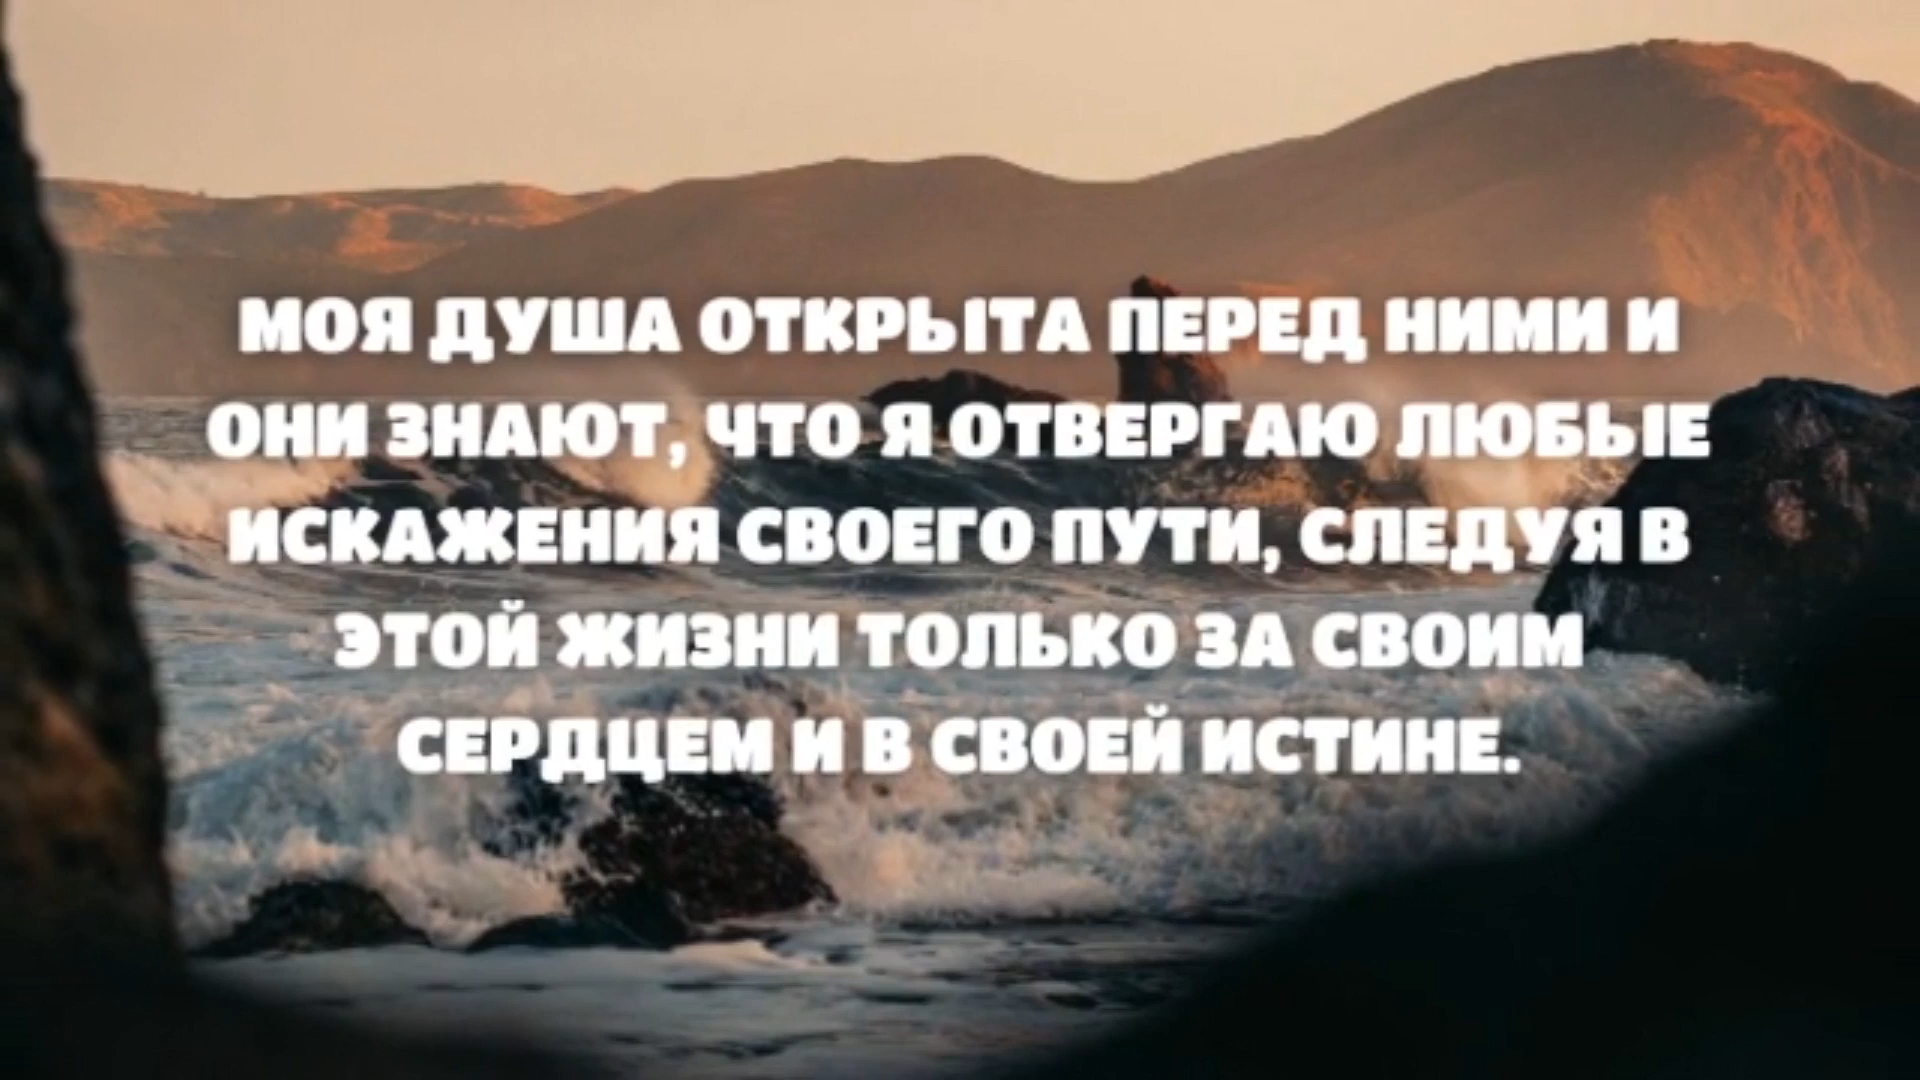 МОЯ ДУША ОТКРЫТА ПЕРЕД НИМИ И
ОНИ ЗНАЮТ, ЧТО Я ОТВЕРГАЮ ЛЮБЫЕ
ИСКАЖЕНИЯ СВОЕГО ПУТИ, СЛЕДУЯ В
ЭТОЙ ЖИЗНИ ТОЛЬКО ЗА СВОИМ
СЕРДЦЕМ И В СВОЕЙ ИСТИНЕ.